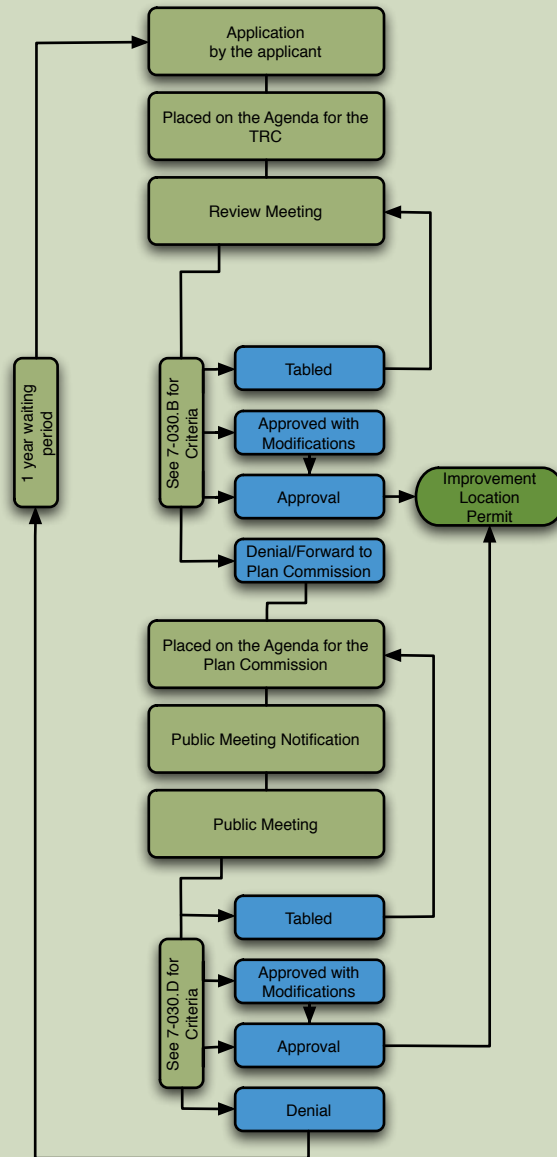 Application
by the applicant
Placed on the Agenda for the
TRC
Review Meeting
1 year waiting
period
See 7-030.B for
Criteria
Tabled
Approved with
Modifications
Approval
Improvement
Location
Permit
Denial/Forward to
Plan Commission
Placed on the Agenda for the
Plan Commission
Public Meeting Notification
Public Meeting
See 7-030.D for
Criteria
Tabled
Approved with
Modifications
Approval
Denial